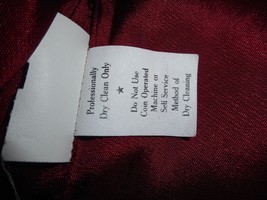 Professionally
Dry Clean Only
★
Do Not Use
Coin Operated
Machine or
Self Service
Method of
Dry Cleaning